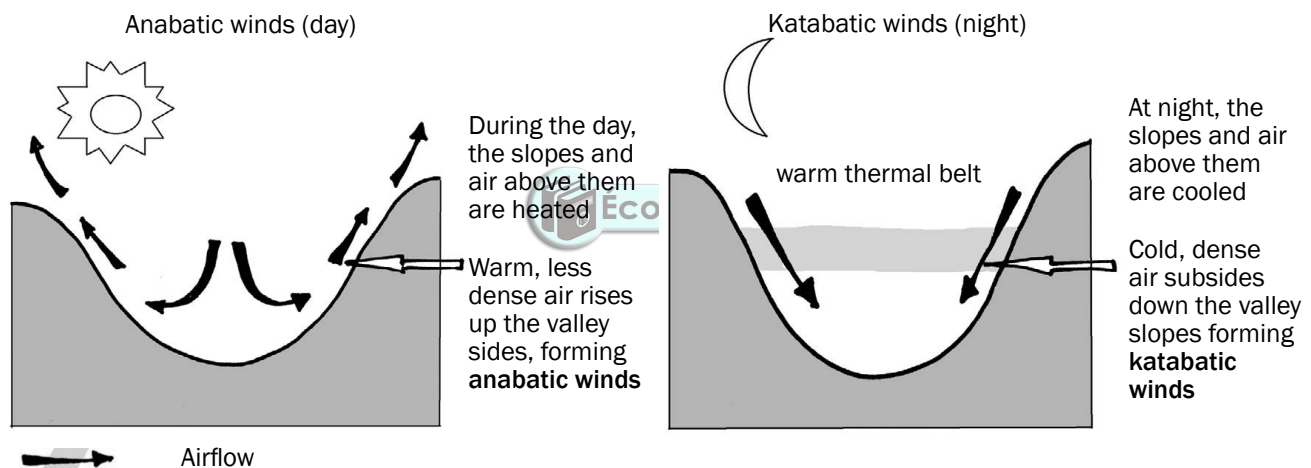 Anabatic winds (day)
During the day,
the slopes and
air above them
are heated
Warm, less
dense air rises
up the valley
sides, forming
anabatic winds
Airflow
Katabatic winds (night)
warm thermal belt
At night, the
slopes and air
above them
are cooled
Cold, dense
air subsides
down the valley
slopes forming
katabatic
winds
Éco